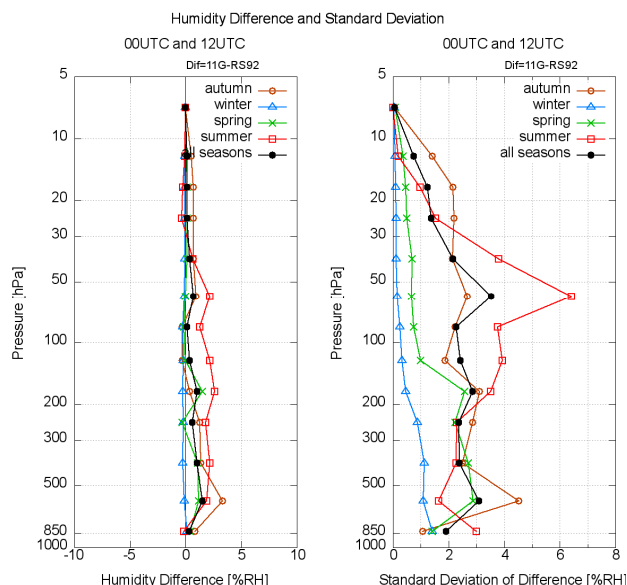 Humidity Difference and Standard Deviation
00UTC and 12UTC
Dif=11G-RS92
autumn
winter
spring
summer
seasons
5
10
20
30
50
100
200
300
500
850
1000
-10
-5
0
5
10
Pressure [hPa]
Humidity Difference [%RH]
00UTC and 12UTC
Dif=11G-RS92
autumn
winter
spring
summer
all seasons
5
10
20
30
50
100
200
300
500
850
1000
0
2
4
6
8
Pressure [hPa]
Standard Deviation of Difference [%RH]